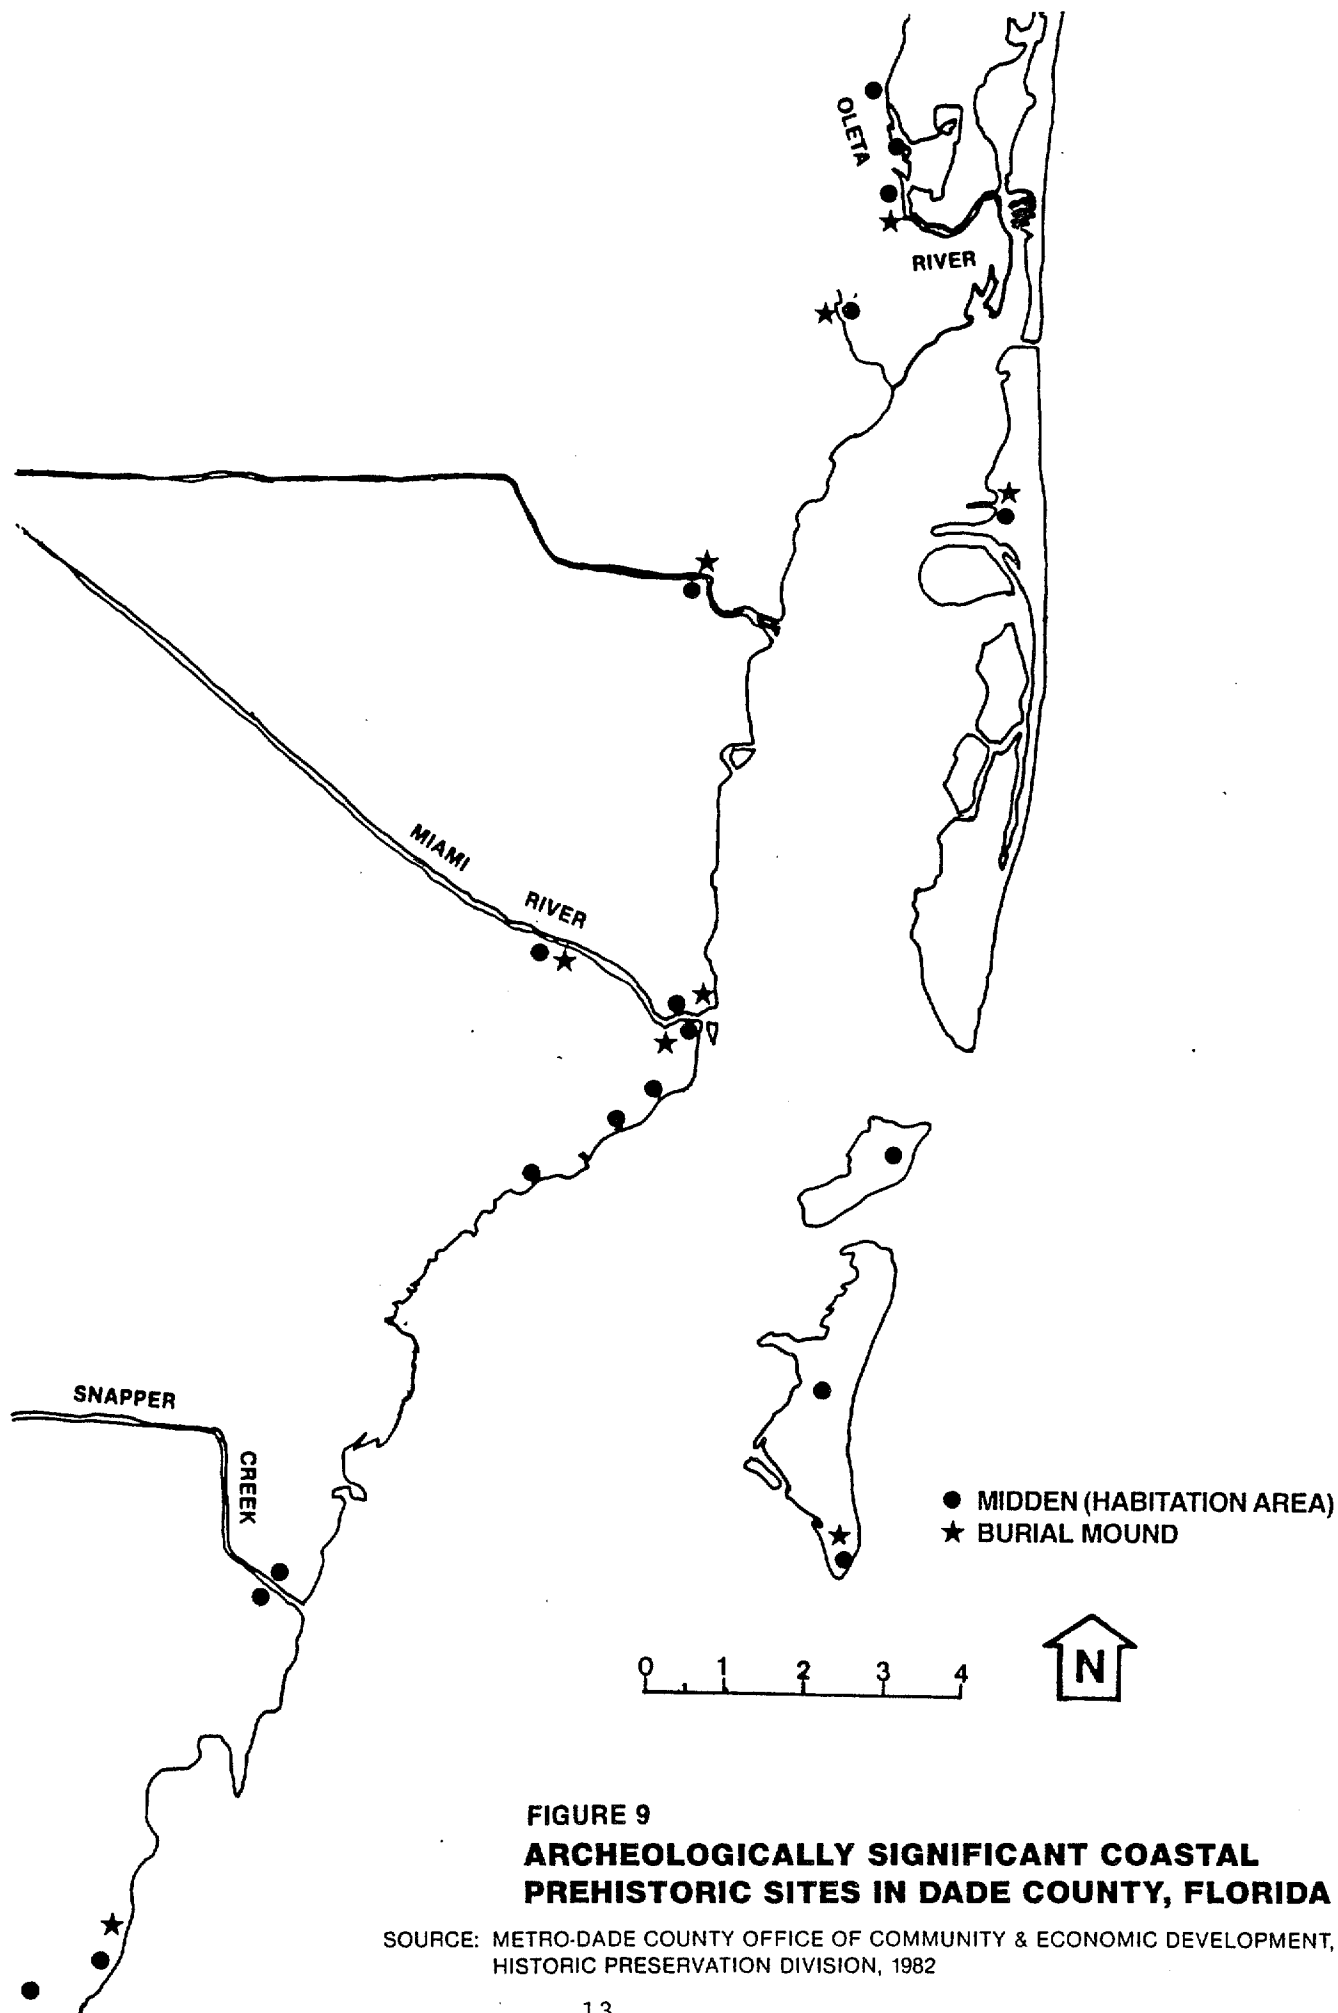 OLETA
RIVER
MIAMI
RIVER
SNAPPER
CREEK
● MIDDEN (HABITATION AREA)
★ BURIAL MOUND
0 1 2 3 4
N
FIGURE 9
ARCHEOLOGICALLY SIGNIFICANT COASTAL
PREHISTORIC SITES IN DADE COUNTY, FLORIDA
SOURCE: METRO-DADE COUNTY OFFICE OF COMMUNITY & ECONOMIC DEVELOPMENT,
HISTORIC PRESERVATION DIVISION, 1982
13